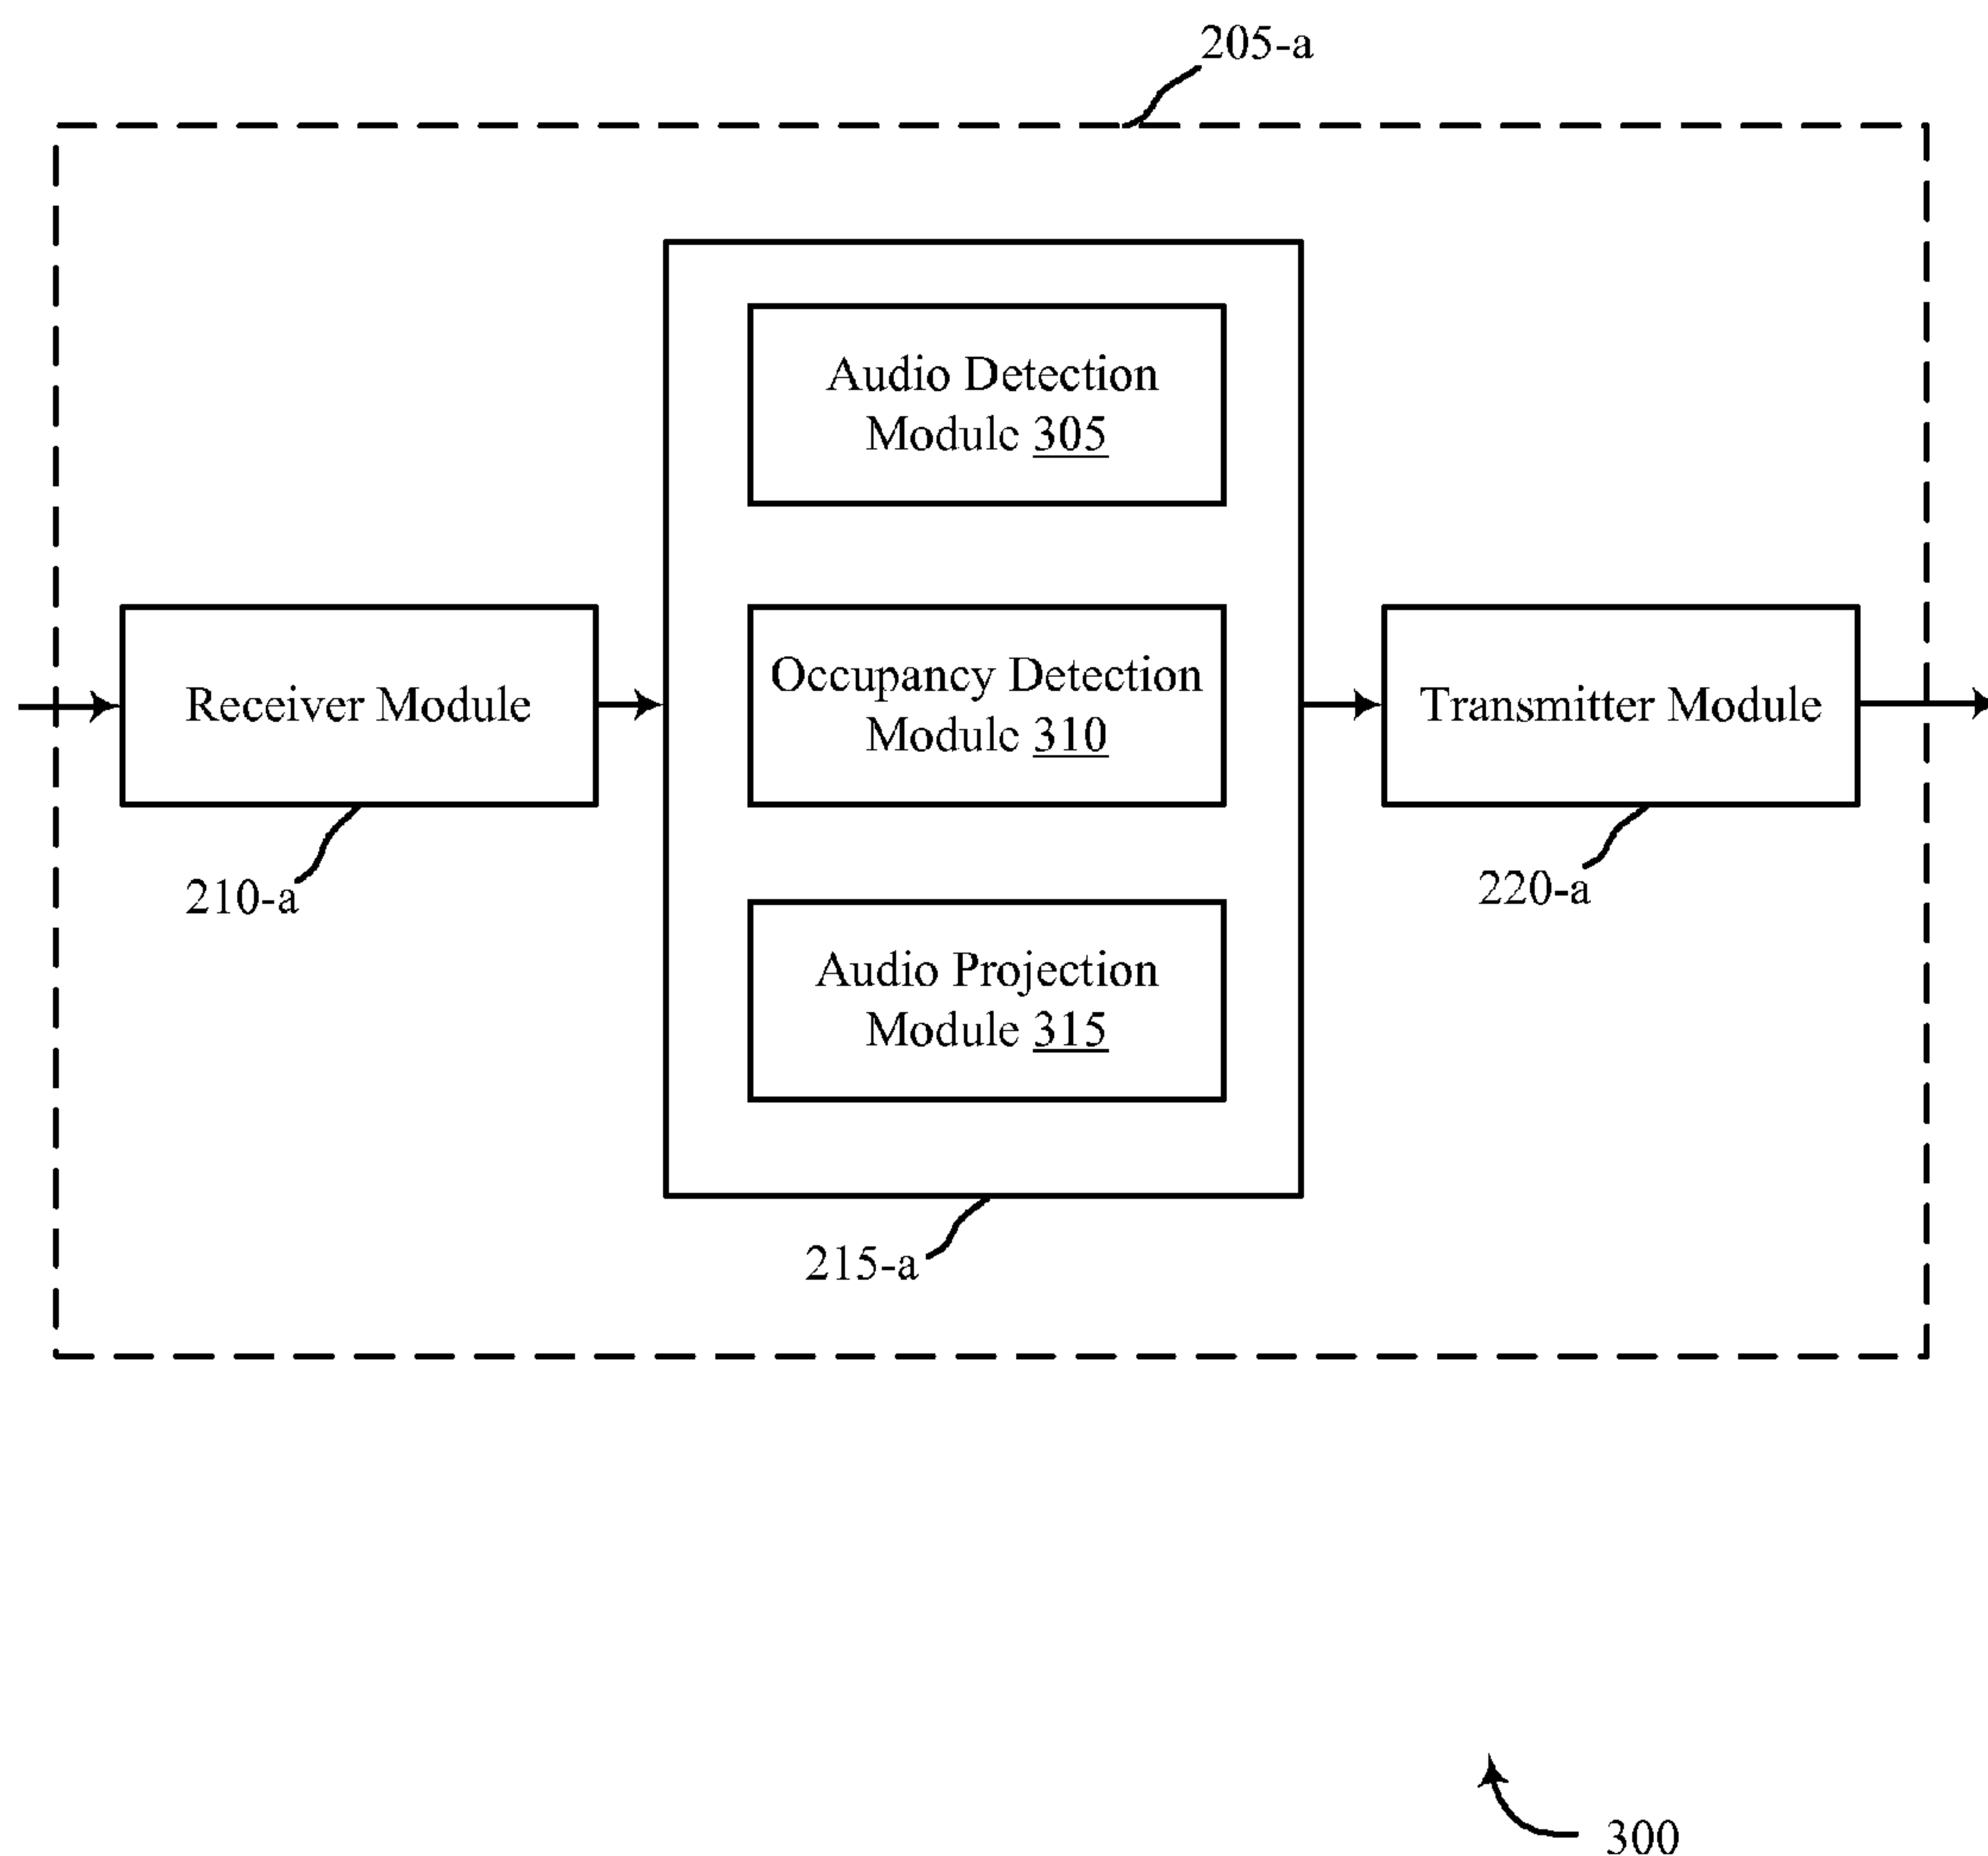 205-a
Audio Detection
Module 305
Receiver Module
Occupancy Detection
Module 310
Transmitter Module
210-a
220-a
Audio Projection
Module 315
215-a
300